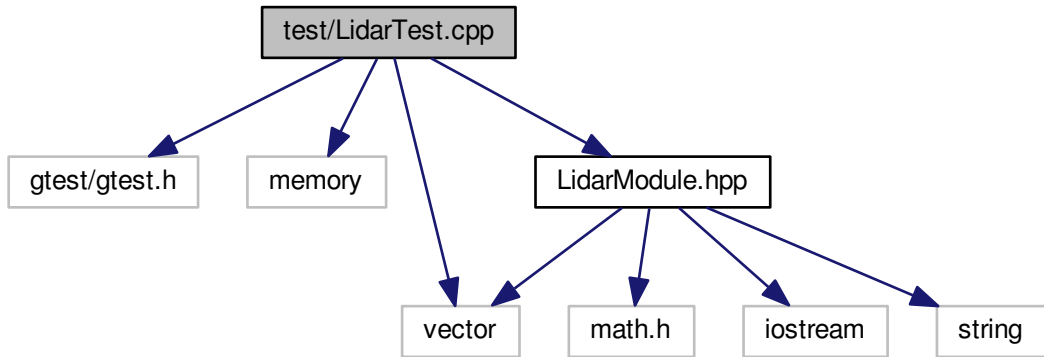 test/LidarTest.cpp
gtest/gtest.h
memory
LidarModule.hpp
vector
math.h
iostream
string